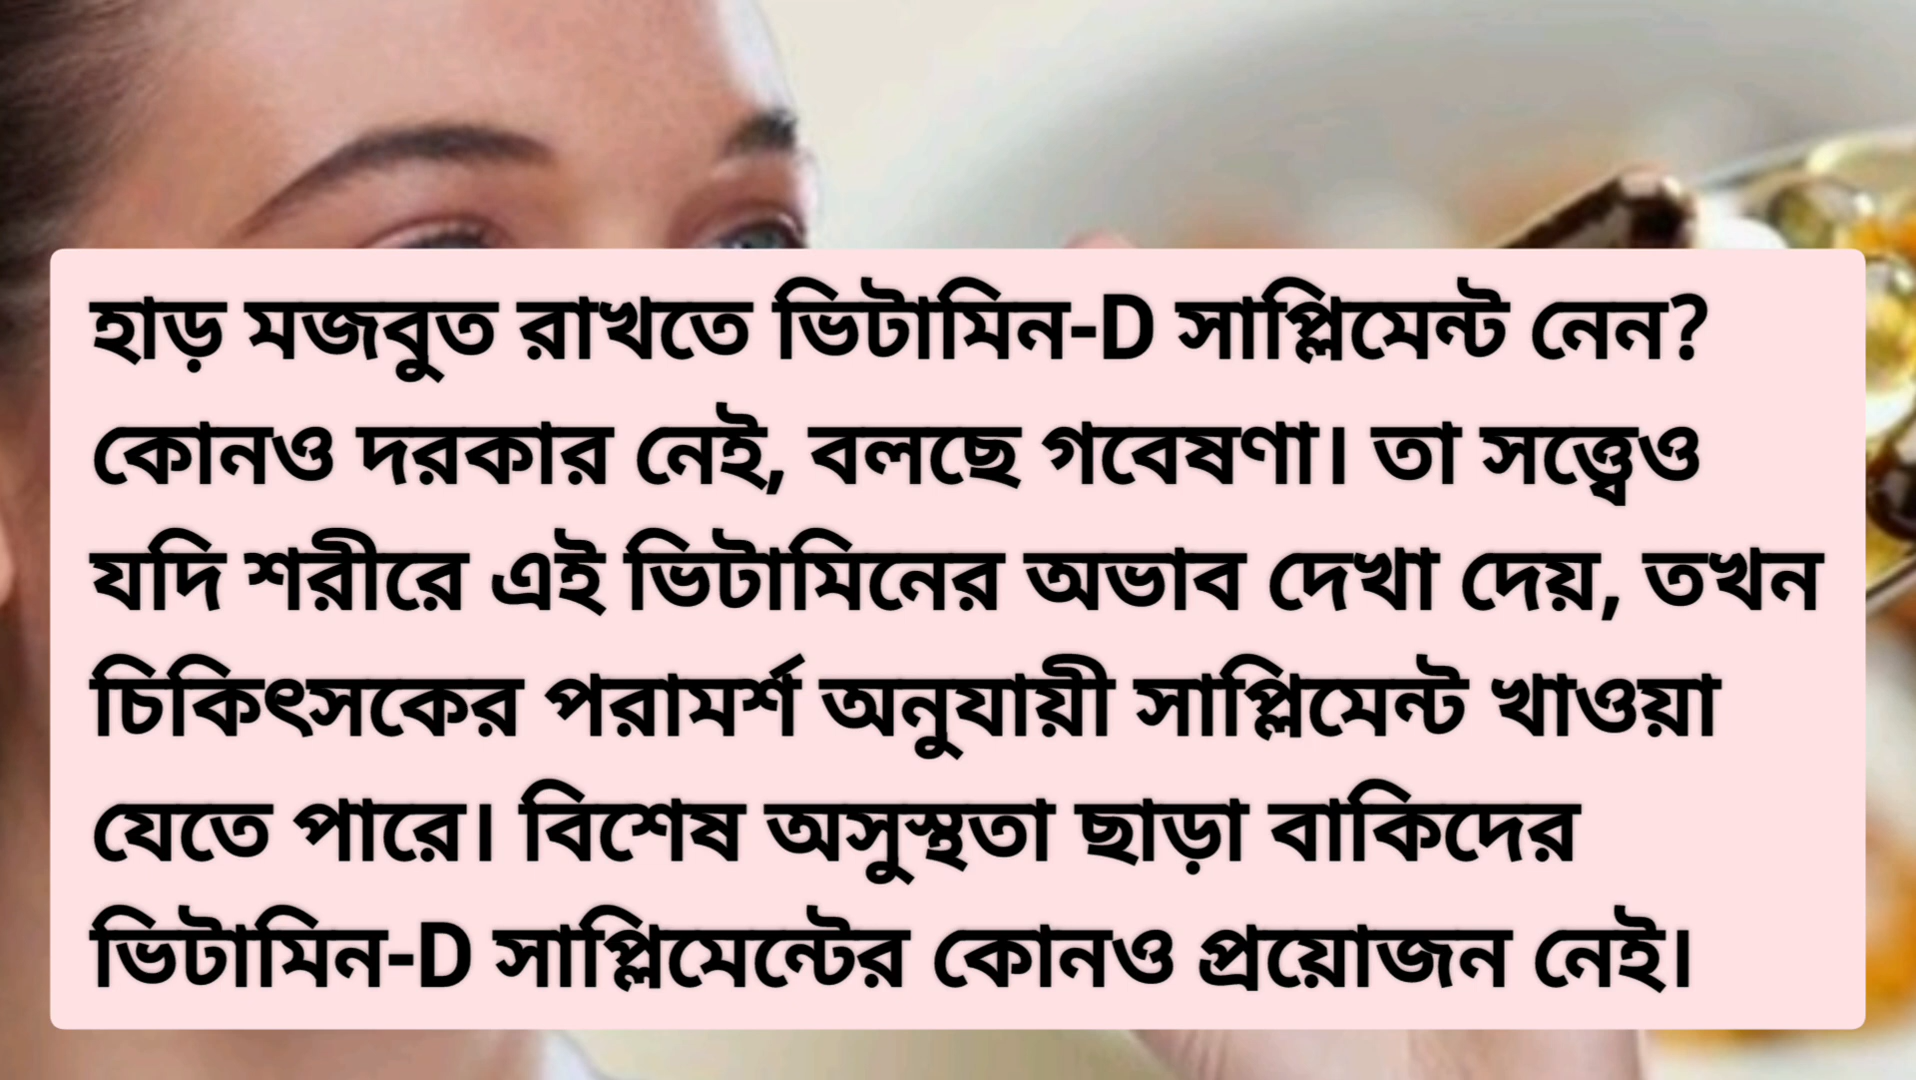 হাড় মজবুত রাখতে ভিটামিন-D সাপ্লিমেন্ট নেন?
কোনও দরকার নেই, বলছে গবেষণা। তা সত্ত্বেও
যদি শরীরে এই ভিটামিনের অভাব দেখা দেয়, তখন
চিকিৎসকের পরামর্শ অনুযায়ী সাপ্লিমেন্ট খাওয়া
যেতে পারে। বিশেষ অসুস্থতা ছাড়া বাকিদের
ভিটামিন-D সাপ্লিমেন্টের কোনও প্রয়োজন নেই।